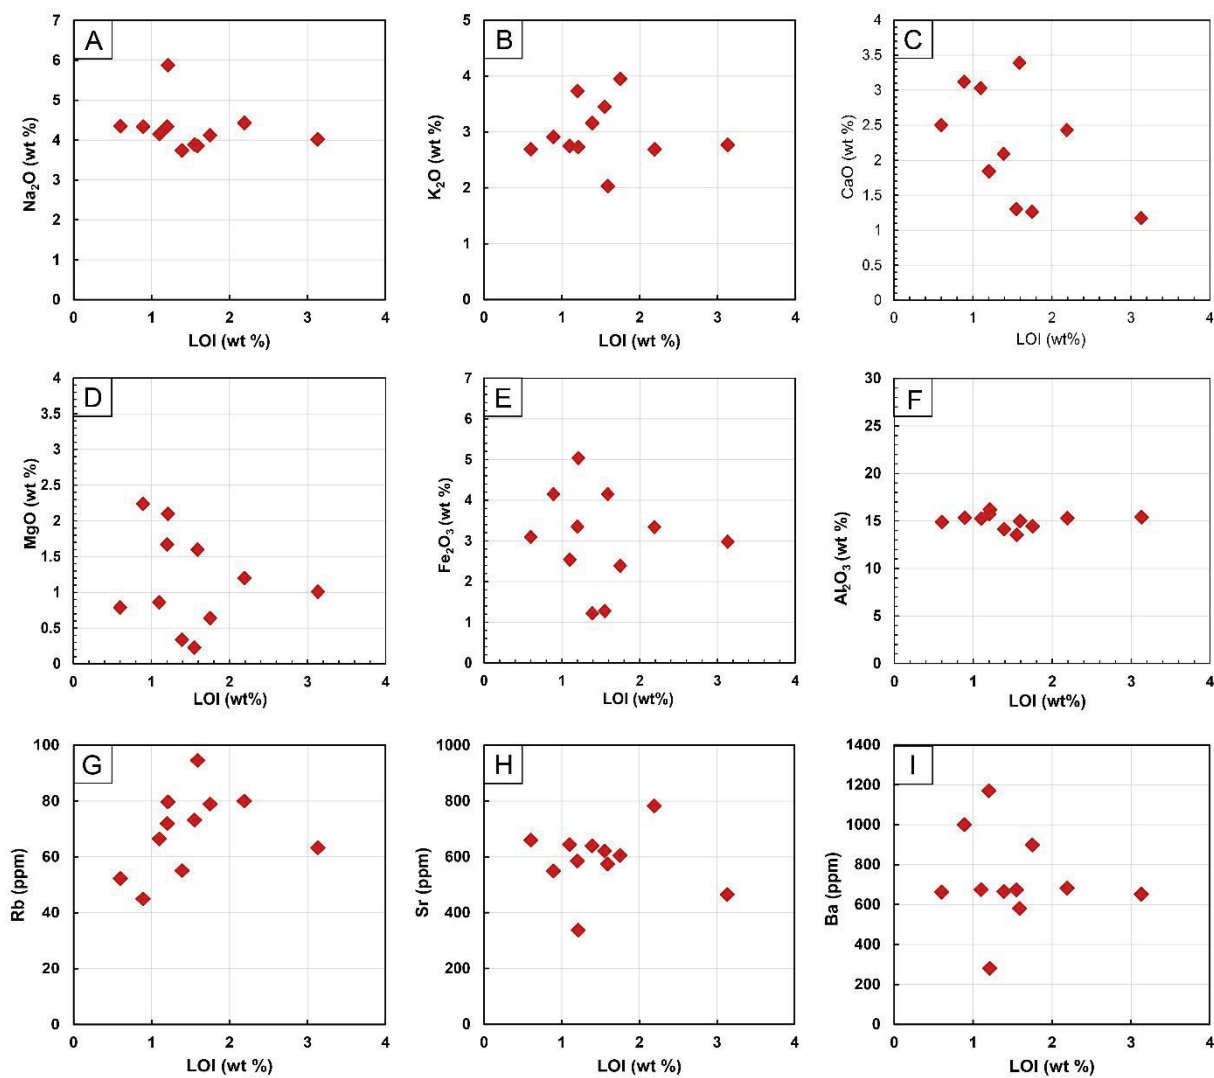 A
Na₂O (wt %)
7
6
5
4
3
2
1
0
0 1 2 3 4
LOI (wt %)
B
K₂O (wt %)
5
4
3
2
1
0
0 1 2 3 4
LOI (wt %)
C
CaO (wt %)
4
3.5
3
2.5
2
1.5
1
0.5
0
0 1 2 3 4
LOI (wt%)
D
MgO (wt %)
4
3.5
3
2.5
2
1.5
1
0.5
0
0 1 2 3 4
LOI (wt%)
E
Fe₂O₃ (wt %)
7
6
5
4
3
2
1
0
0 1 2 3 4
LOI (wt%)
F
Al₂O₃ (wt %)
30
25
20
15
10
5
0
0 1 2 3 4
LOI (wt%)
G
Rb (ppm)
100
80
60
40
20
0
0 1 2 3 4
LOI (wt %)
H
Sr (ppm)
1000
800
600
400
200
0
0 1 2 3 4
LOI (wt %)
I
Ba (ppm)
1400
1200
1000
800
600
400
200
0
0 1 2 3 4
LOI (wt %)